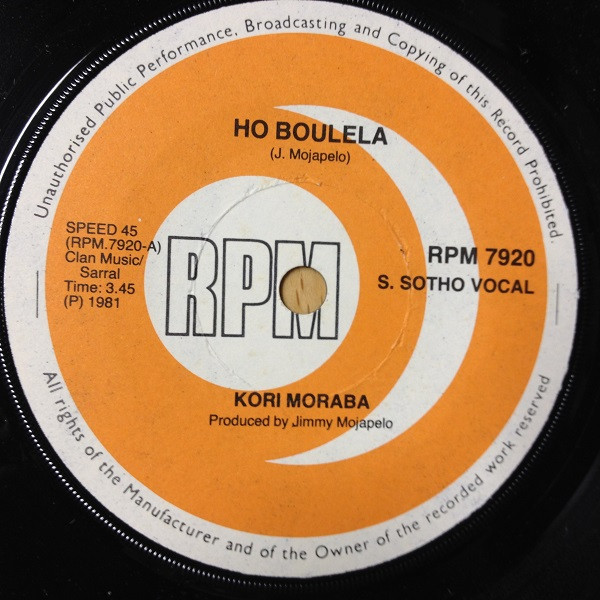 Unauthorised Public Performance, Broadcasting and Copying of this Record Prohibited.
HO BOULELA
(J. Mojapelo)
SPEED 45
(RPM.7920-A)
Clan Music/
Sarral
Time: 3.45
(P) 1981
RPM
RPM 7920
S. SOTHO VOCAL
KORI MORABA
Produced by Jimmy Mojapelo
All rights of the Manufacturer and of the Owner of the recorded work reserved